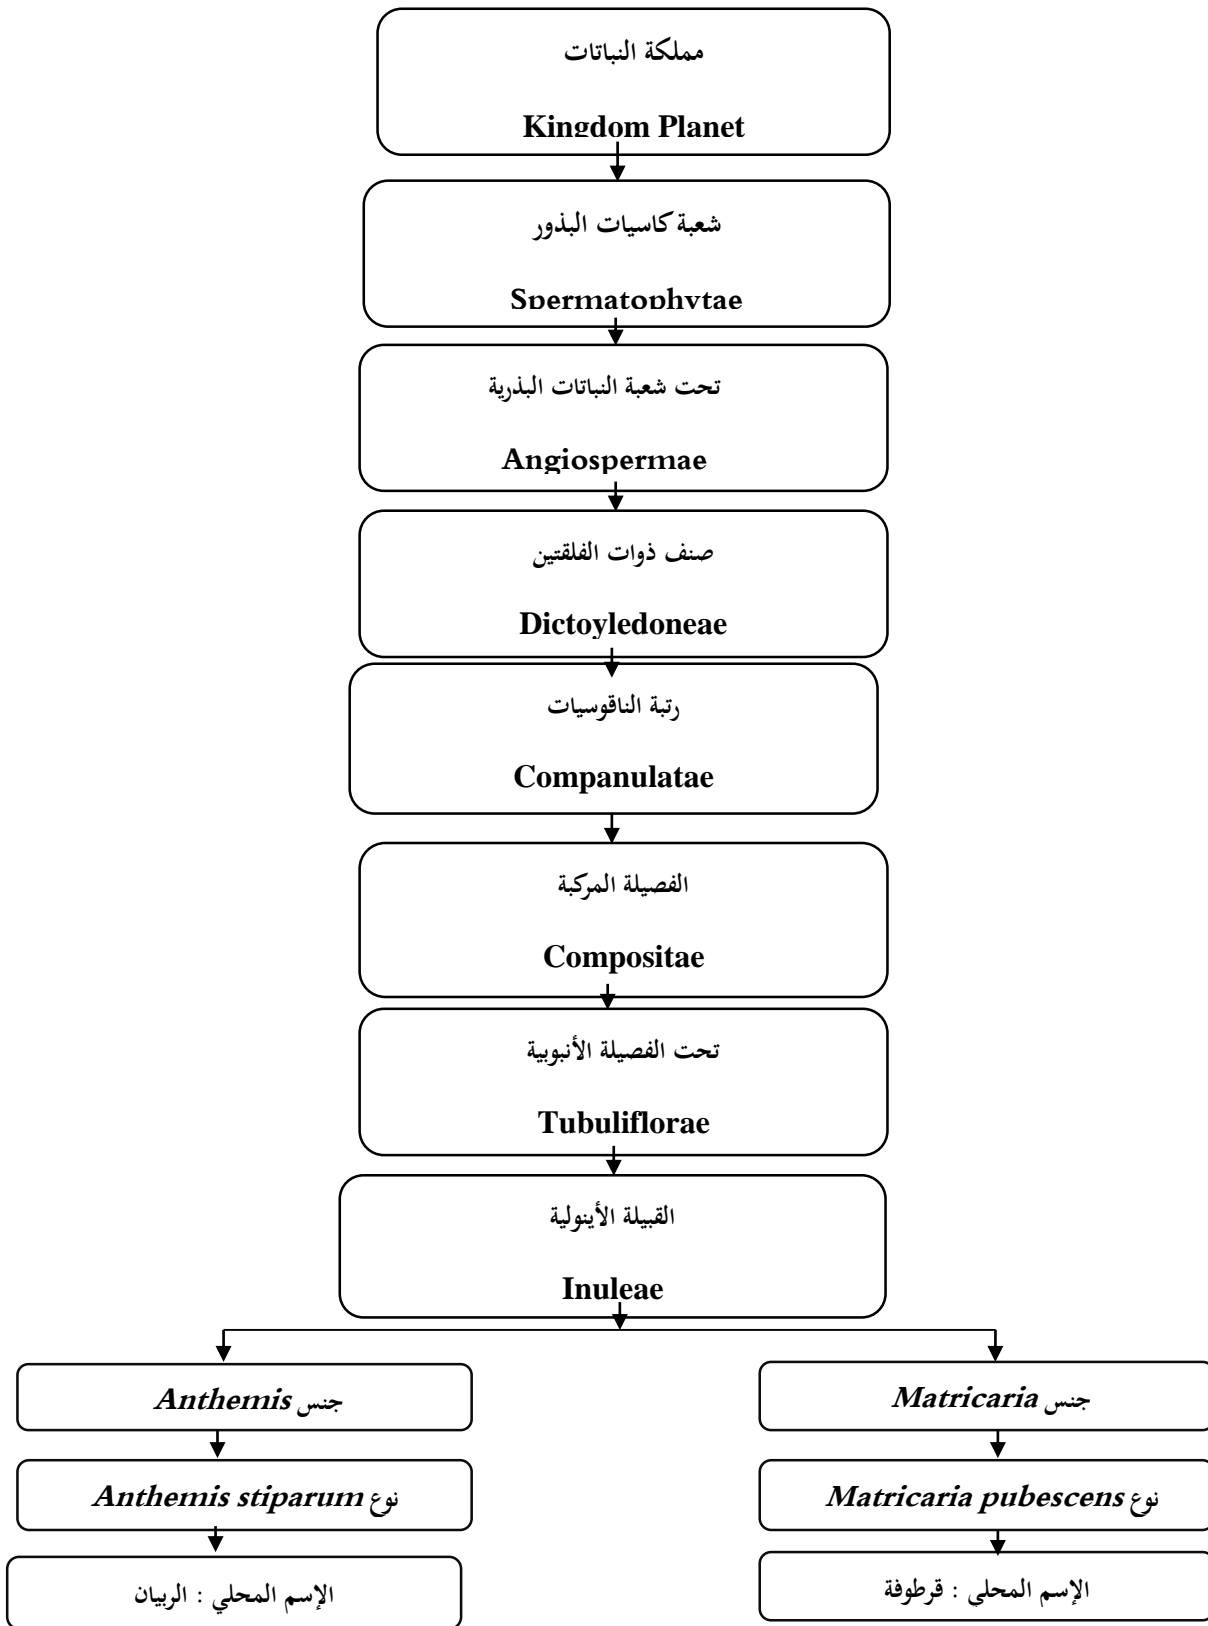 مملكة النباتات
Kingdom Planet
شعبة كاسيات البذور
Spermatophytae
تحت شعبة النباتات البذرية
Angiospermae
صنف ذوات الفلقتين
Dictoyledoneae
رتبة الناقوسيات
Companulatae
الفصيلة المركبة
Compositae
تحت الفصيلة الأنبوبية
Tubuliflorae
القبيلة الأينولية
Inuleae
جنس Matricaria
جنس Anthemis
نوع Matricaria pubescens
نوع Anthemis stiparum
الإسم المحلي : قرطوفة
الإسم المحلي : الربيان